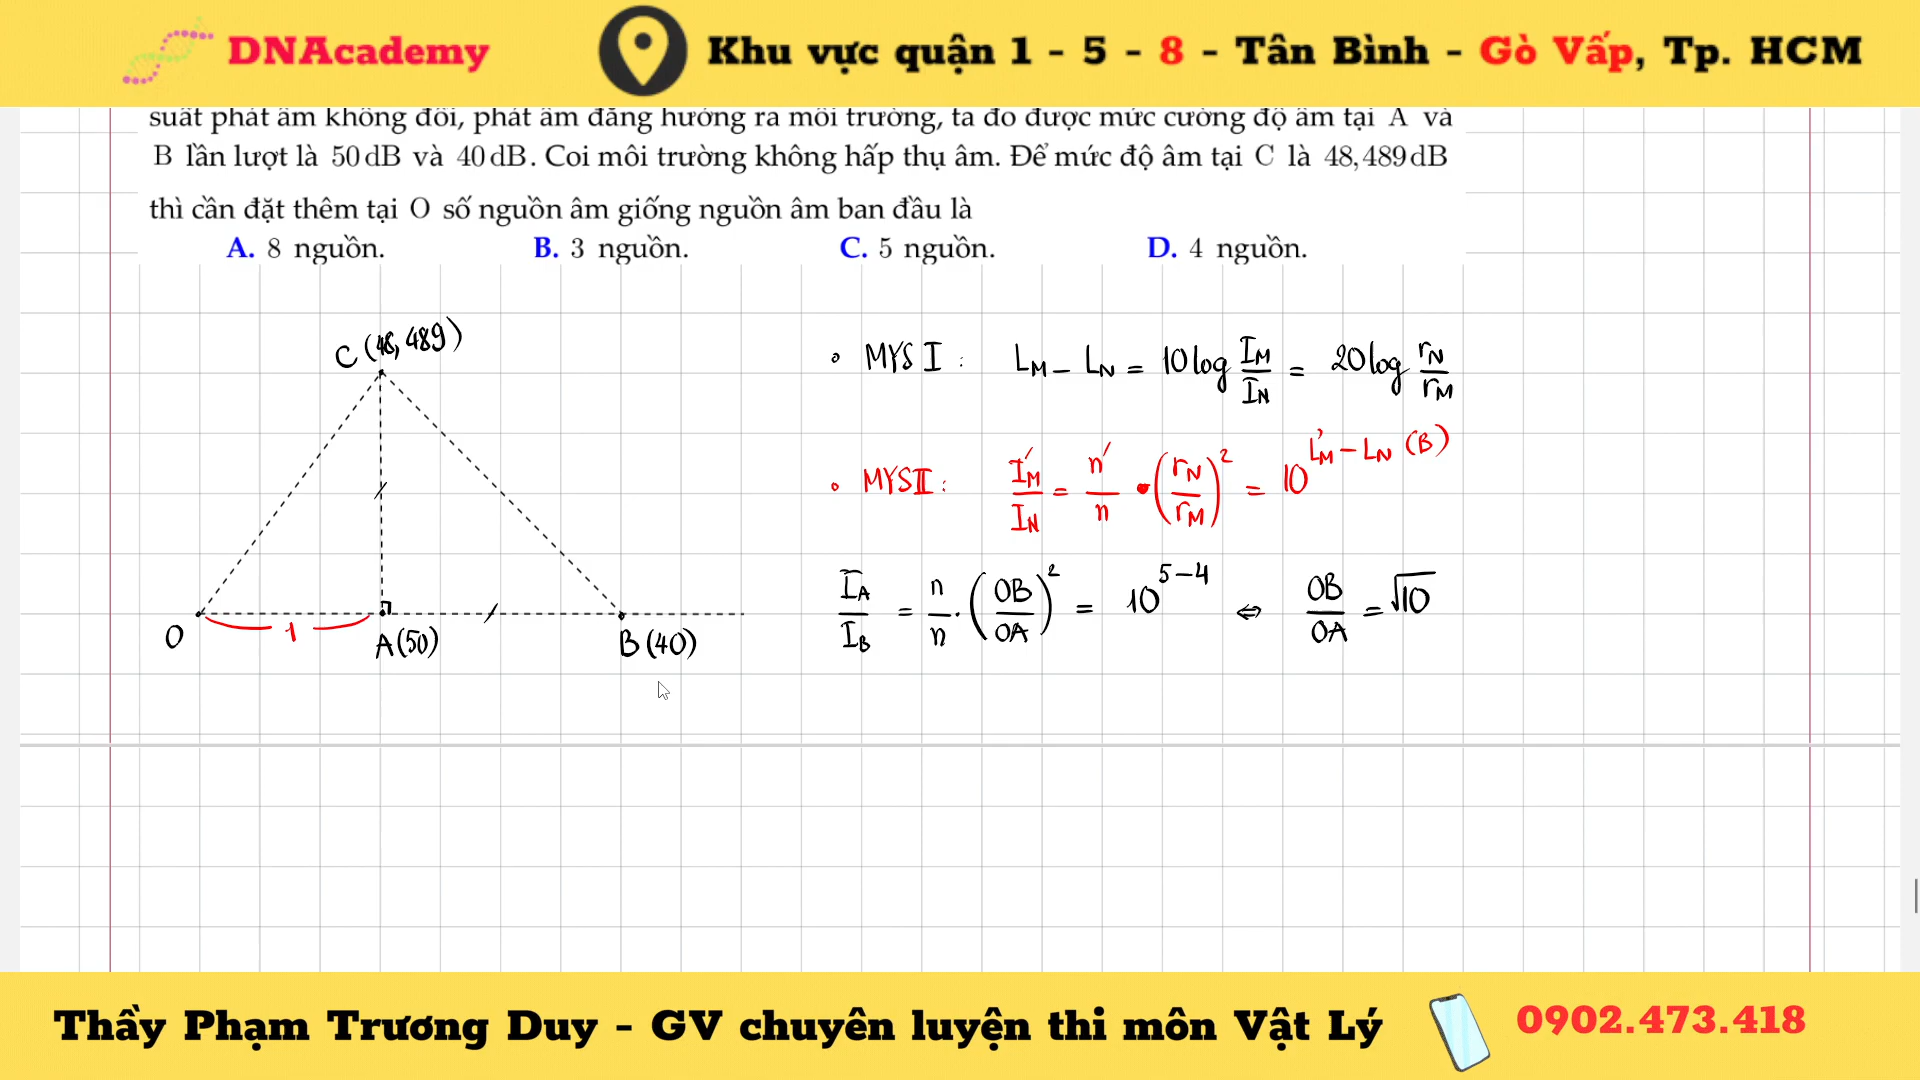 DNAcademy
Khu vực quận 1 - 5 - 8 - Tân Bình - Gò Vấp, Tp. HCM
suất phát âm không đổi, phát âm đẳng hướng ra môi trường, ta đo được mức cường độ âm tại A và
B lần lượt là 50 dB và 40 dB. Coi môi trường không hấp thụ âm. Để mức độ âm tại C là 48,489 dB
thì cần đặt thêm tại O số nguồn âm giống nguồn âm ban đầu là
A. 8 nguồn. B. 3 nguồn. C. 5 nguồn. D. 4 nguồn.
C (48,489)
O
1
A(50)
B(40)
• MYS I : L_M - L_N = 10log I_M/I_N = 20log r_N/r_M
• MYSII : I'_M/I_N = n'/n • (r_N/r_M)² = 10^(L'_M - L_N (B))
I_A/I_B = n/n . (OB/OA)² = 10^(5-4) ⇔ OB/OA = √10
Thầy Phạm Trương Duy - GV chuyên luyện thi môn Vật Lý
0902.473.418